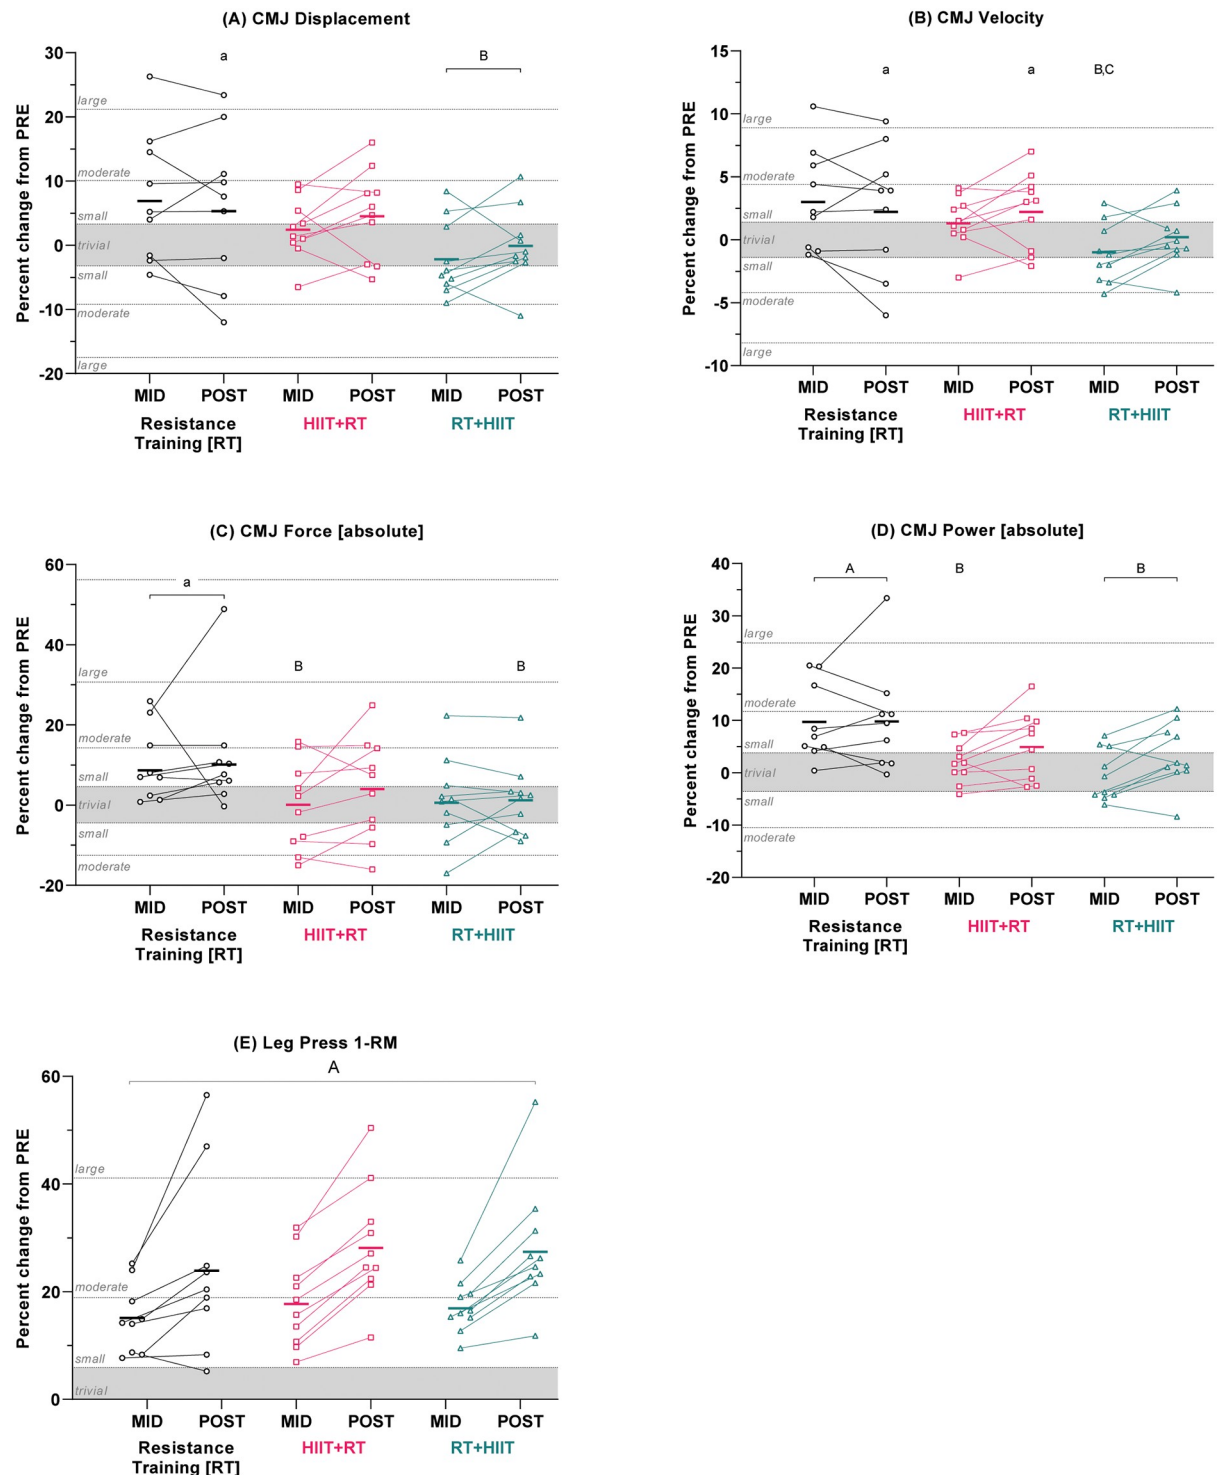 (A) CMJ Displacement
Percent change from PRE
30
20
10
0
-10
-20
large
moderate
small
trivial
small
moderate
large
a
B
MID POST MID POST MID POST
Resistance
Training [RT]
HIIT+RT
RT+HIIT
(B) CMJ Velocity
Percent change from PRE
15
10
5
0
-5
-10
large
moderate
small
trivial
small
moderate
large
a
a
B,C
MID POST MID POST MID POST
Resistance
Training [RT]
HIIT+RT
RT+HIIT
(C) CMJ Force [absolute]
Percent change from PRE
60
40
20
0
-20
large
moderate
small
trivial
small
moderate
a
B
B
MID POST MID POST MID POST
Resistance
Training [RT]
HIIT+RT
RT+HIIT
(D) CMJ Power [absolute]
Percent change from PRE
40
30
20
10
0
-10
-20
large
moderate
small
trivial
small
moderate
A
B
B
MID POST MID POST MID POST
Resistance
Training [RT]
HIIT+RT
RT+HIIT
(E) Leg Press 1-RM
Percent change from PRE
60
40
20
0
large
moderate
small
trivial
A
MID POST MID POST MID POST
Resistance
Training [RT]
HIIT+RT
RT+HIIT